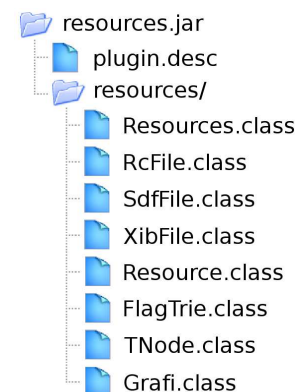 resources.jar
plugin.desc
resources/
Resources.class
RcFile.class
SdfFile.class
XibFile.class
Resource.class
FlagTrie.class
TNode.class
Grafi.class